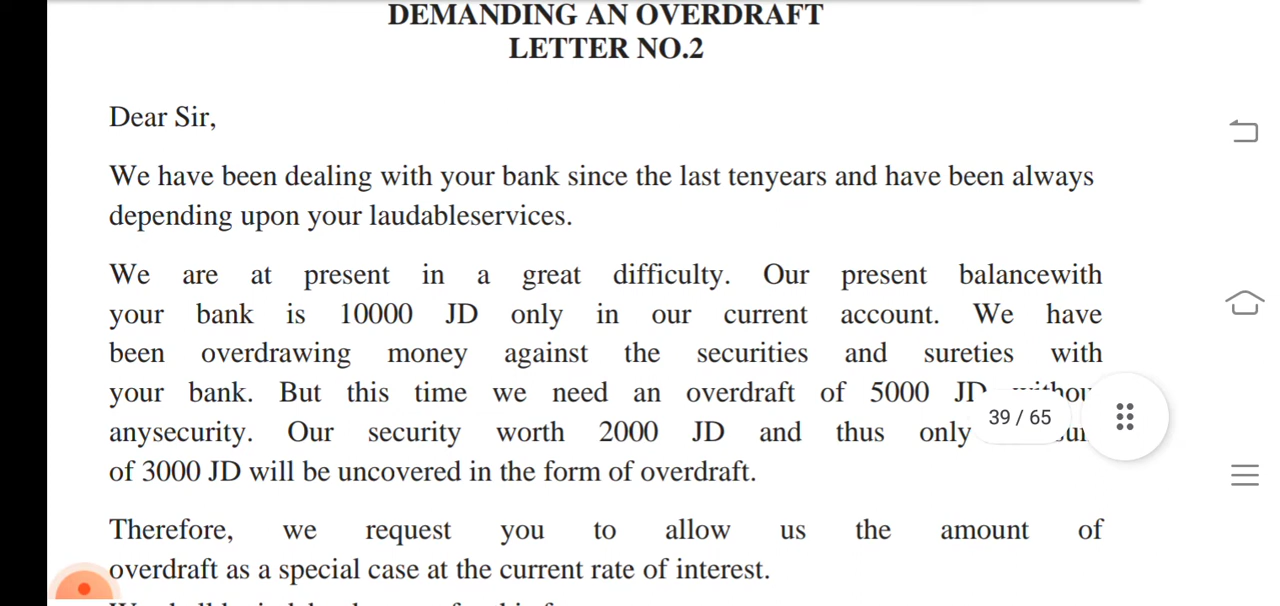 DEMANDING AN OVERDRAFT
LETTER NO.2
Dear Sir,
We have been dealing with your bank since the last tenyears and have been always
depending upon your laudableservices.
We are at present in a great difficulty. Our present balancewith
your bank is 10000 JD only in our current account. We have
been overdrawing money against the securities and sureties with
your bank. But this time we need an overdraft of 5000 JD
anysecurity. Our security worth 2000 JD and thus only
39 / 65
of 3000 JD will be uncovered in the form of overdraft.
Therefore, we request you to allow us the amount of
overdraft as a special case at the current rate of interest.